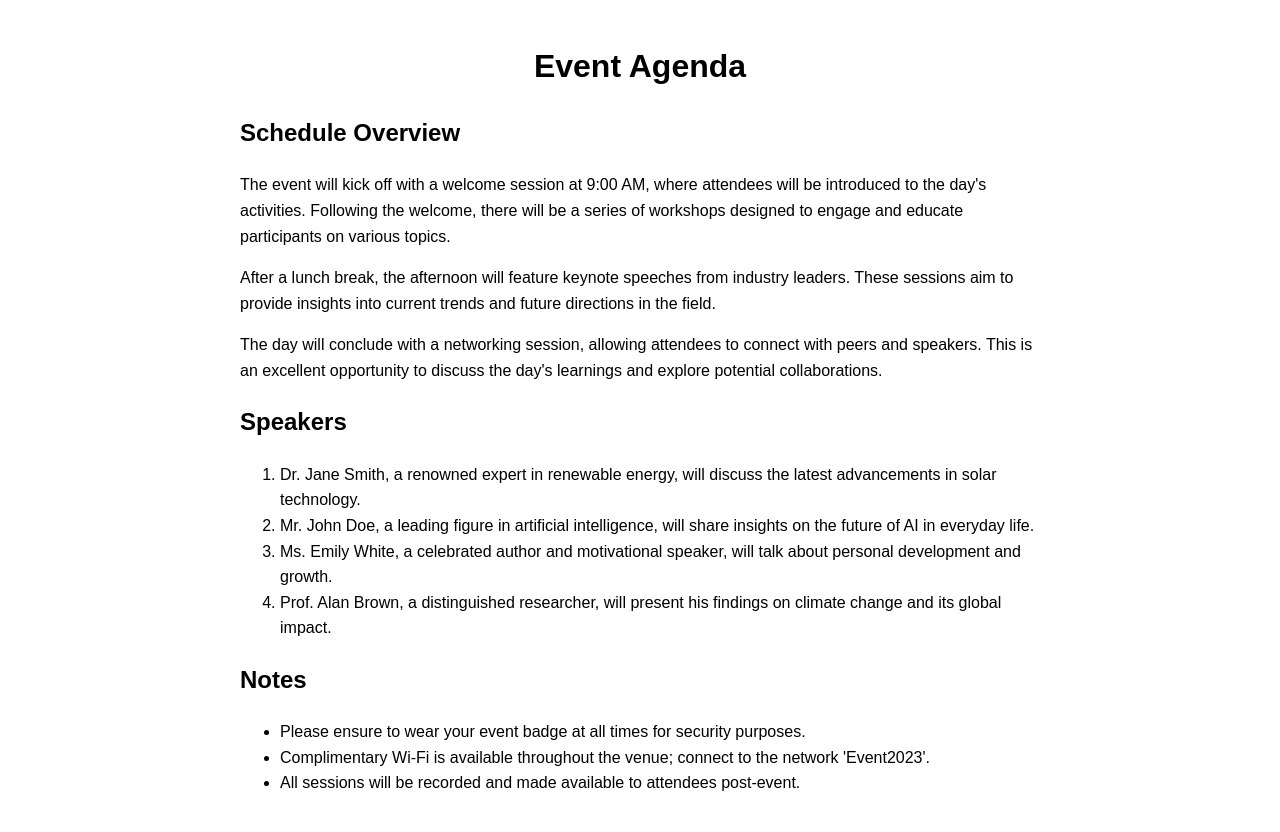 Event Agenda
Schedule Overview
The event will kick off with a welcome session at 9:00 AM, where attendees will be introduced to the day's
activities. Following the welcome, there will be a series of workshops designed to engage and educate
participants on various topics.
After a lunch break, the afternoon will feature keynote speeches from industry leaders. These sessions aim to
provide insights into current trends and future directions in the field.
The day will conclude with a networking session, allowing attendees to connect with peers and speakers. This is
an excellent opportunity to discuss the day's learnings and explore potential collaborations.
Speakers
1. Dr. Jane Smith, a renowned expert in renewable energy, will discuss the latest advancements in solar
technology.
2. Mr. John Doe, a leading figure in artificial intelligence, will share insights on the future of AI in everyday life.
3. Ms. Emily White, a celebrated author and motivational speaker, will talk about personal development and
growth.
4. Prof. Alan Brown, a distinguished researcher, will present his findings on climate change and its global
impact.
Notes
• Please ensure to wear your event badge at all times for security purposes.
• Complimentary Wi-Fi is available throughout the venue; connect to the network 'Event2023'.
• All sessions will be recorded and made available to attendees post-event.